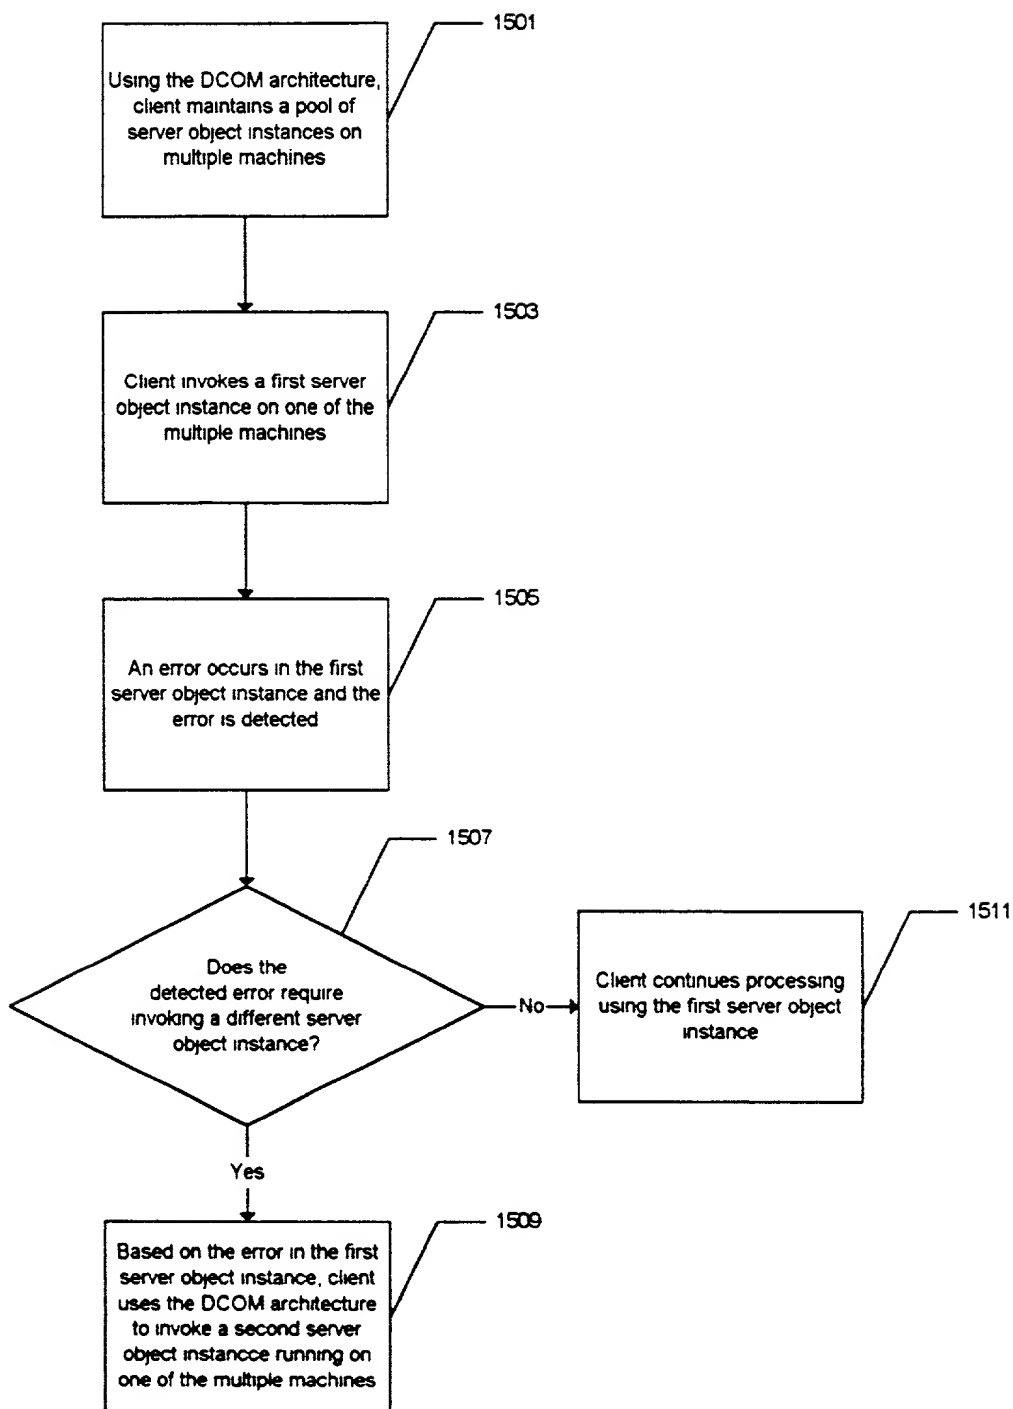 1501
Using the DCOM architecture,
client maintains a pool of
server object instances on
multiple machines
1503
Client invokes a first server
object instance on one of the
multiple machines
1505
An error occurs in the first
server object instance and the
error is detected
1507
Does the
detected error require
invoking a different server
object instance?
No
1511
Client continues processing
using the first server object
instance
Yes
1509
Based on the error in the first
server object instance, client
uses the DCOM architecture
to invoke a second server
object instancce running on
one of the multiple machines